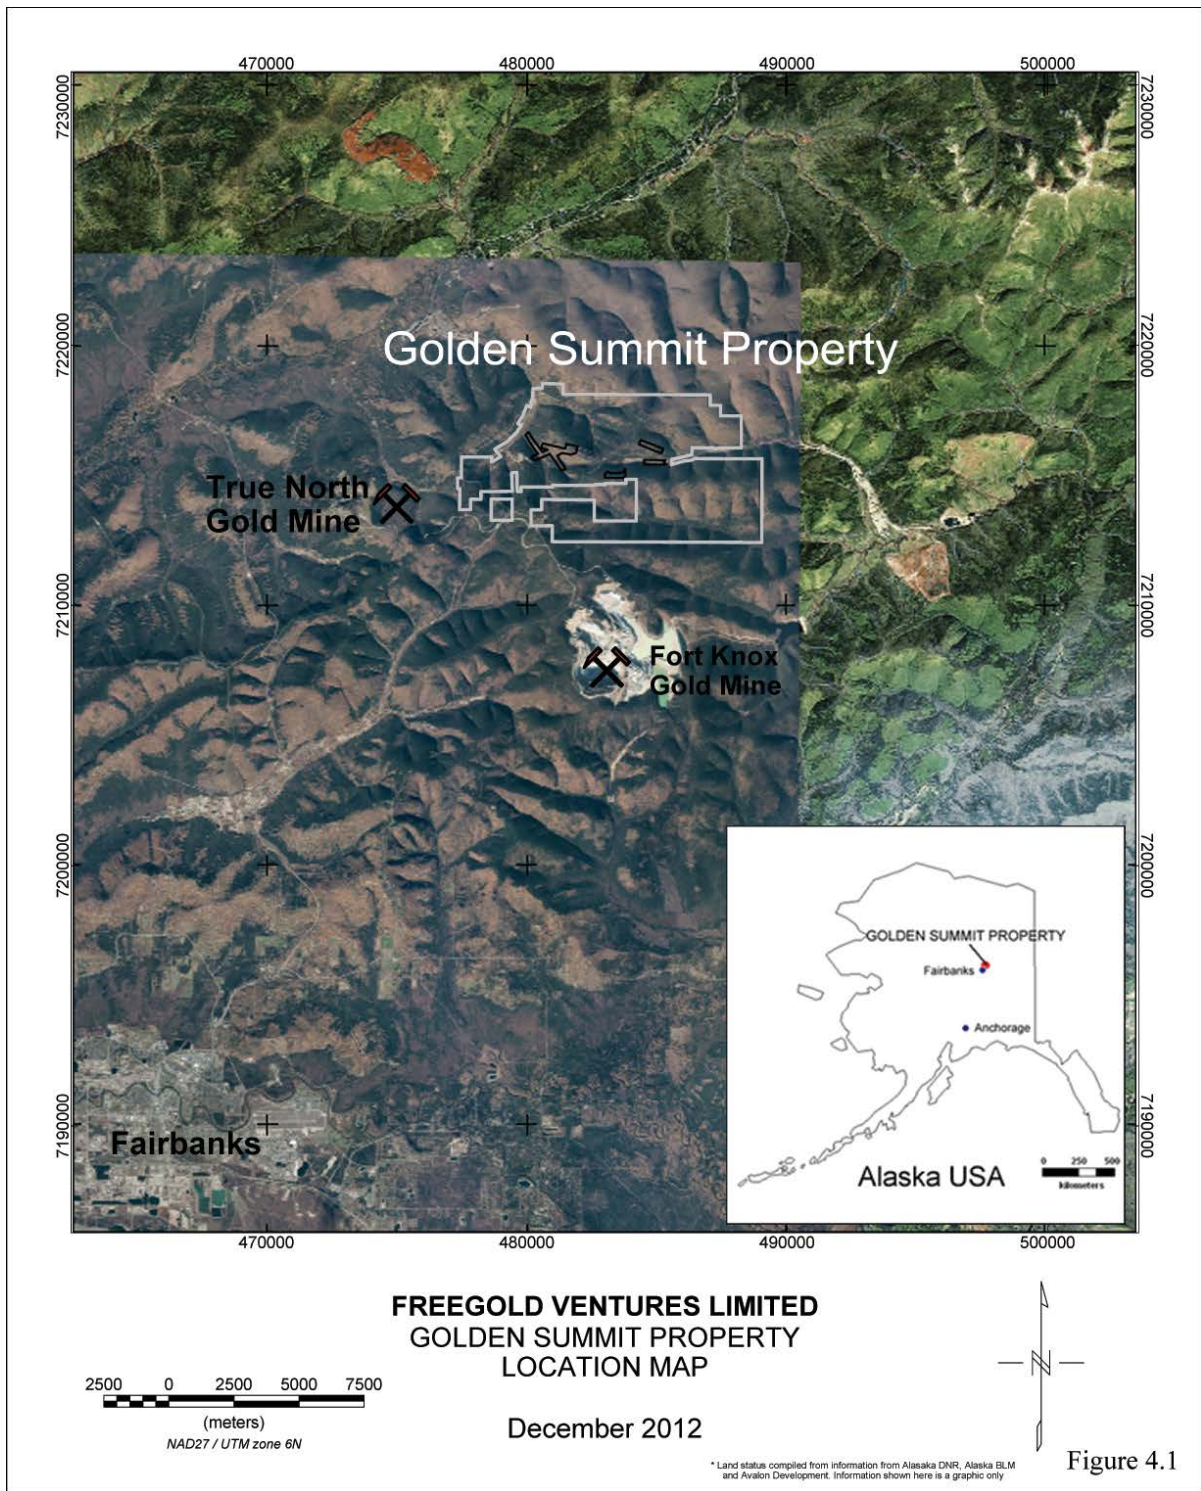 470000 480000 490000 500000
7230000 7230000
Golden Summit Property
7220000 7220000
True North
Gold Mine
7210000 7210000
Fort Knox
Gold Mine
7200000 7200000
GOLDEN SUMMIT PROPERTY
Fairbanks
Anchorage
Alaska USA
0 250 500
kilometers
7190000 7190000
Fairbanks
470000 480000 490000 500000
FREEGOLD VENTURES LIMITED
GOLDEN SUMMIT PROPERTY
LOCATION MAP
December 2012
2500 0 2500 5000 7500
(meters)
NAD27 / UTM zone 6N
N
* Land status compiled from information from Alasaka DNR, Alaska BLM
and Avalon Development. Information shown here is a graphic only
Figure 4.1